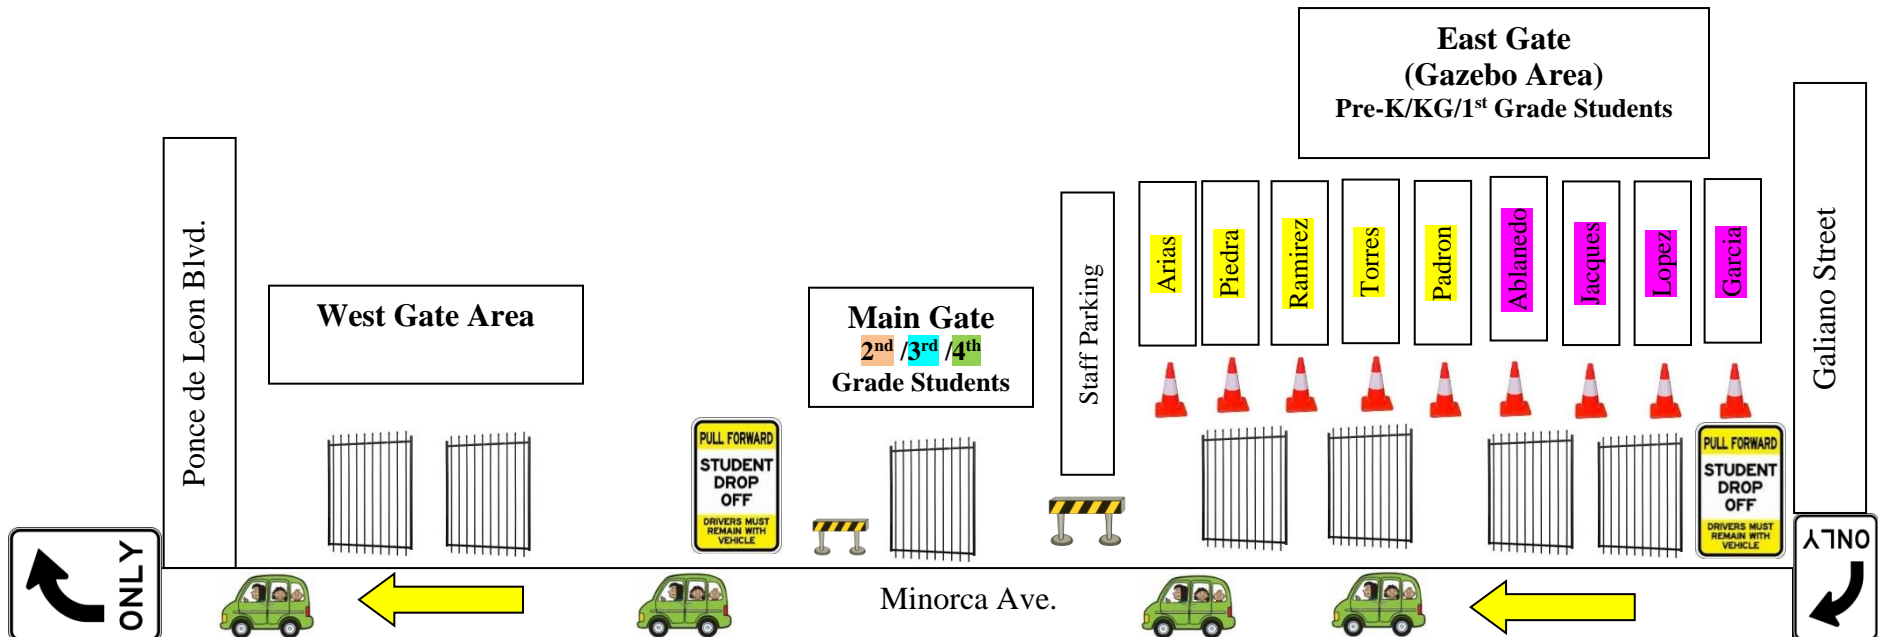 East Gate
(Gazebo Area)
Pre-K/KG/1st Grade Students
Ponce de Leon Blvd.
West Gate Area
Main Gate
2nd /3rd /4th
Grade Students
Staff Parking
Arias
Piedra
Ramirez
Torres
Padron
Ablanedo
Jacques
Lopez
Garcia
Galiano Street
PULL FORWARD
STUDENT
DROP
OFF
DRIVERS MUST
REMAIN WITH
VEHICLE
PULL FORWARD
STUDENT
DROP
OFF
DRIVERS MUST
REMAIN WITH
VEHICLE
ONLY
Minorca Ave.
ONLY